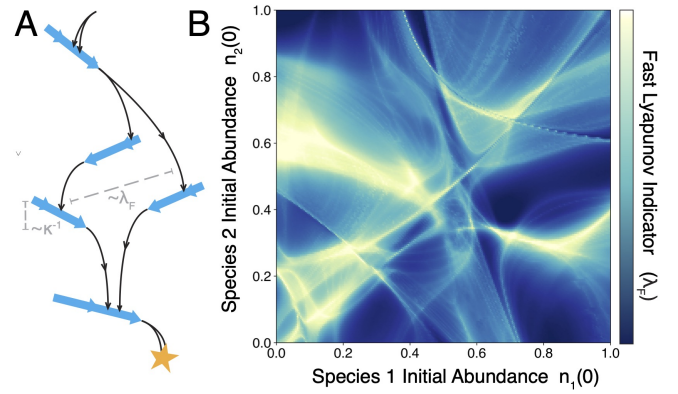 A
B
~λF
~K-1
Species 2 Initial Abundance n2(0)
1.0
0.8
0.6
0.4
0.2
0.0
0.0 0.2 0.4 0.6 0.8 1.0
Species 1 Initial Abundance n1(0)
Fast Lyapunov Indicator (λF)